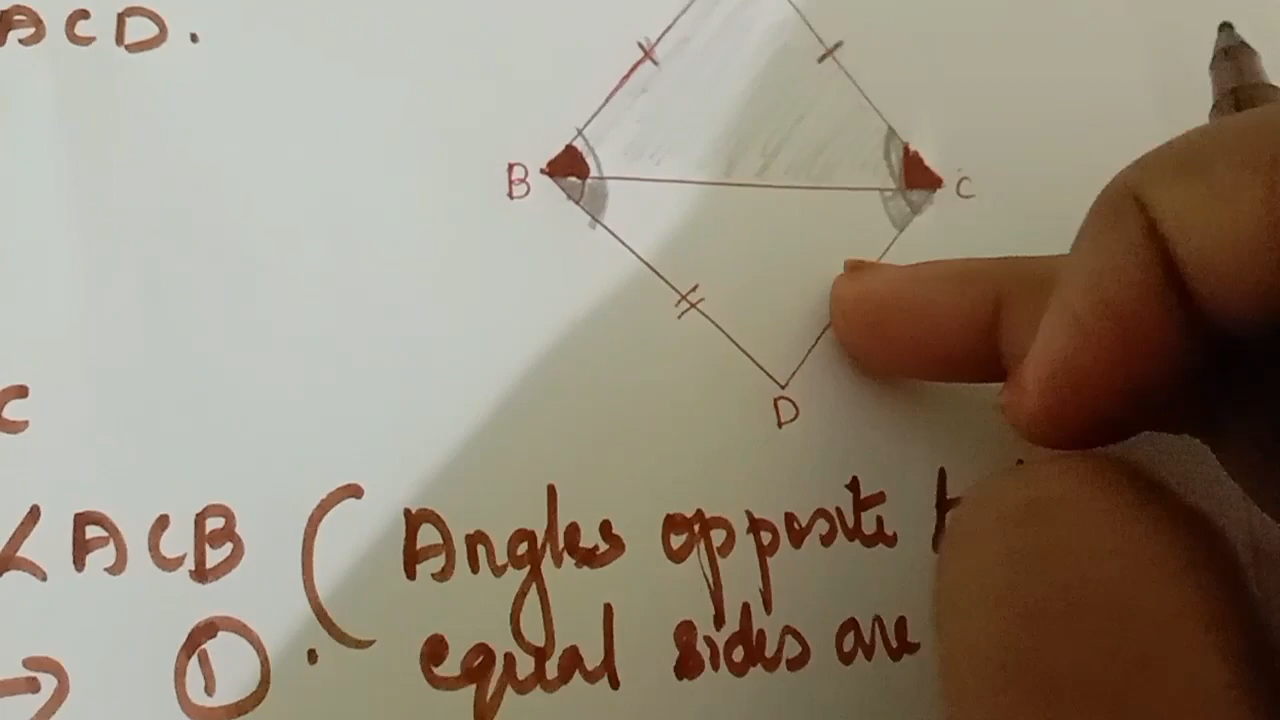 ACD.
B
C
D
C
∠ACB (Angles opposite
→ ①. equal sides are